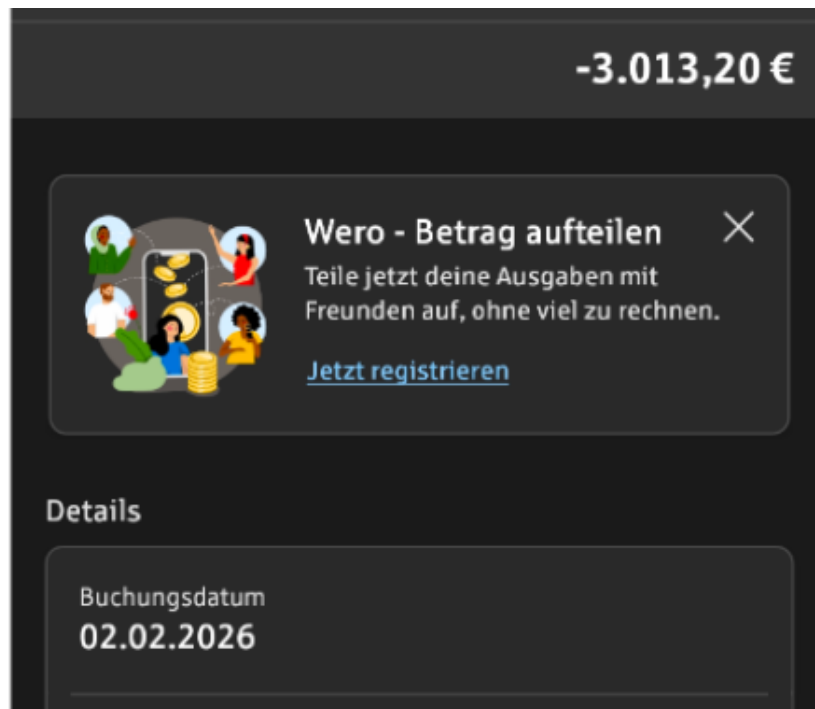 -3.013,20 €
Wero - Betrag aufteilen
Teile jetzt deine Ausgaben mit
Freunden auf, ohne viel zu rechnen.
Jetzt registrieren
Details
Buchungsdatum
02.02.2026